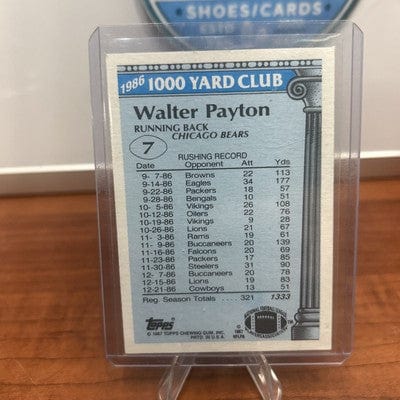 SHOES/CARDS
1986 1000 YARD CLUB
Walter Payton
RUNNING BACK
CHICAGO BEARS
7
RUSHING RECORD
Date Opponent Att Yds
9- 7-86 Browns 22 113
9-14-86 Eagles 34 177
9-22-86 Packers 18 57
9-28-86 Bengals 10 51
10- 5-86 Vikings 26 108
10-12-86 Oilers 22 76
10-19-86 Vikings 9 28
10-26-86 Lions 21 67
11- 3-86 Rams 19 61
11- 9-86 Buccaneers 20 139
11-16-86 Falcons 20 69
11-23-86 Packers 17 85
11-30-86 Steelers 31 90
12- 7-86 Buccaneers 20 78
12-15-86 Lions 19 83
12-21-86 Cowboys 13 51
Reg. Season Totals .... 321 1333
Topps
© 1987 TOPPS CHEWING GUM, INC.
PRTD. IN U.S.A.
© 1987
NFLPA